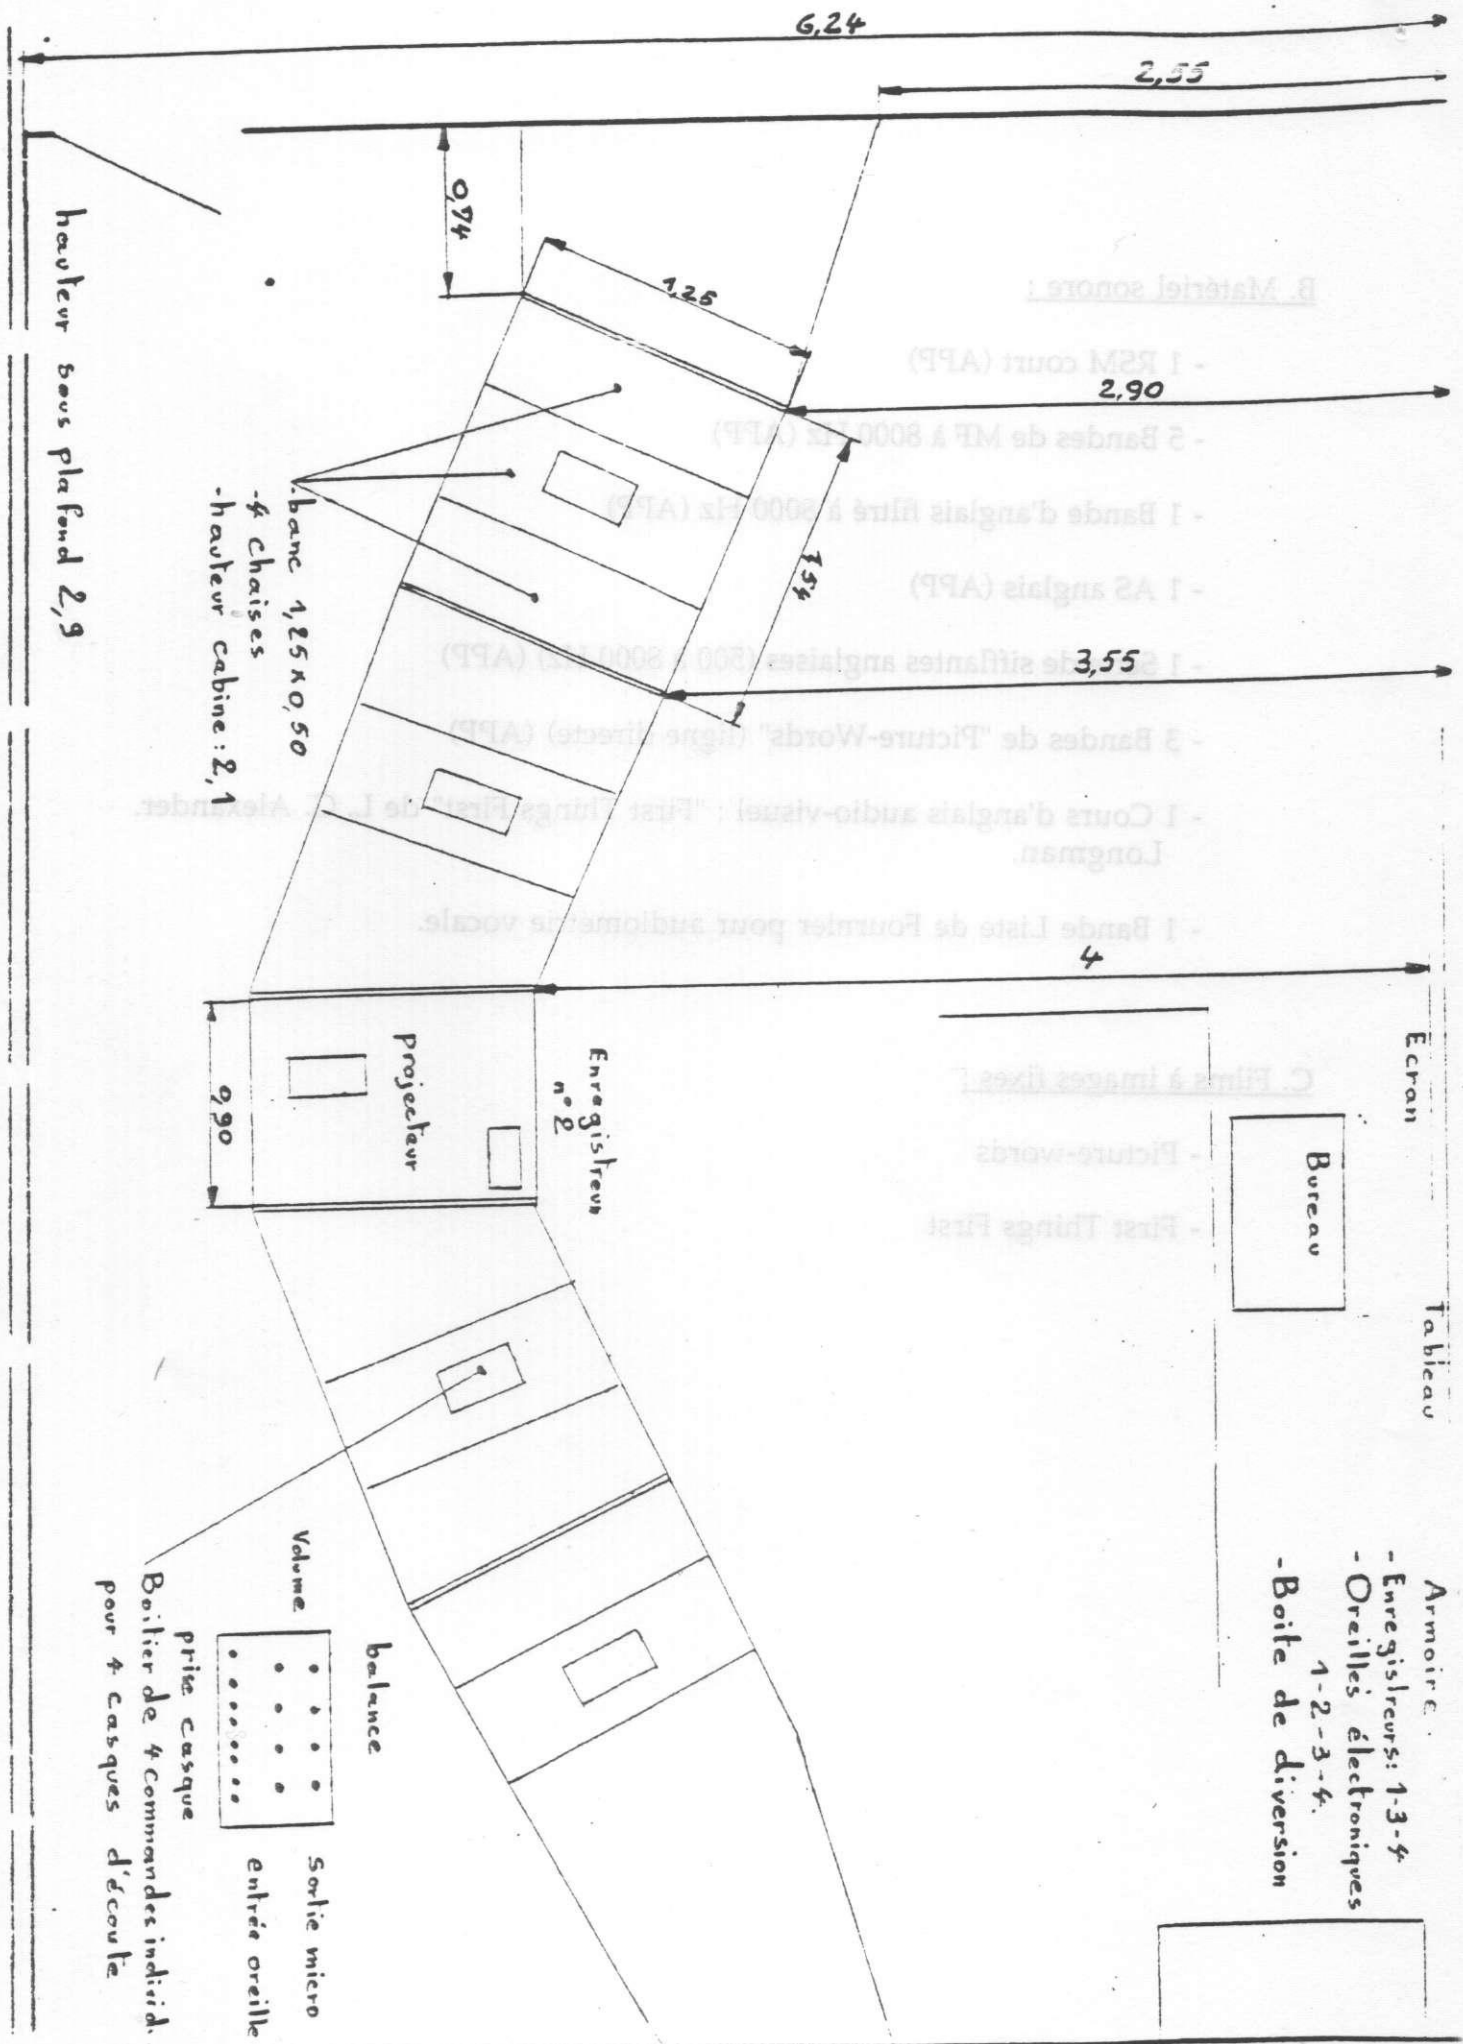 6,24
2,55
0,74
1,25
2,90
1,54
3,55
4
0,90
hauteur sous plafond 2,9
-banc 1,25 x 0,50
-4 chaises
-hauteur cabine: 2,1
projecteur
Enregistreur
n° 2
Ecran
Tableau
Bureau
Armoire.
-Enregistreurs: 1-3-4
-Oreilles électroniques
1-2-3-4.
-Boite de diversion
balance
Volume
sortie micro
entrée oreille
prise casque
Boitier de 4 commandes individ.
pour 4 casques d'écoute
B. Matériel sonore :
- 1 RSM court (APP)
- 5 Bandes de MF à 8000 Hz (APP)
- 1 Bande d'anglais filtré à 8000 Hz (APP)
- 1 AS anglais (APP)
- 1 de sifflantes anglaises (500 à 8000 Hz) (APP)
- 3 Bandes de "Picture-Words" (ligne directe) (APP)
- 1 Cours d'anglais audio-visuel : "First Things First" de L. G. Alexander.
Longman.
- 1 Bande Liste de Fournier pour audiométrie vocale.
C. Films à images fixes :
- Picture-words
- First Things First